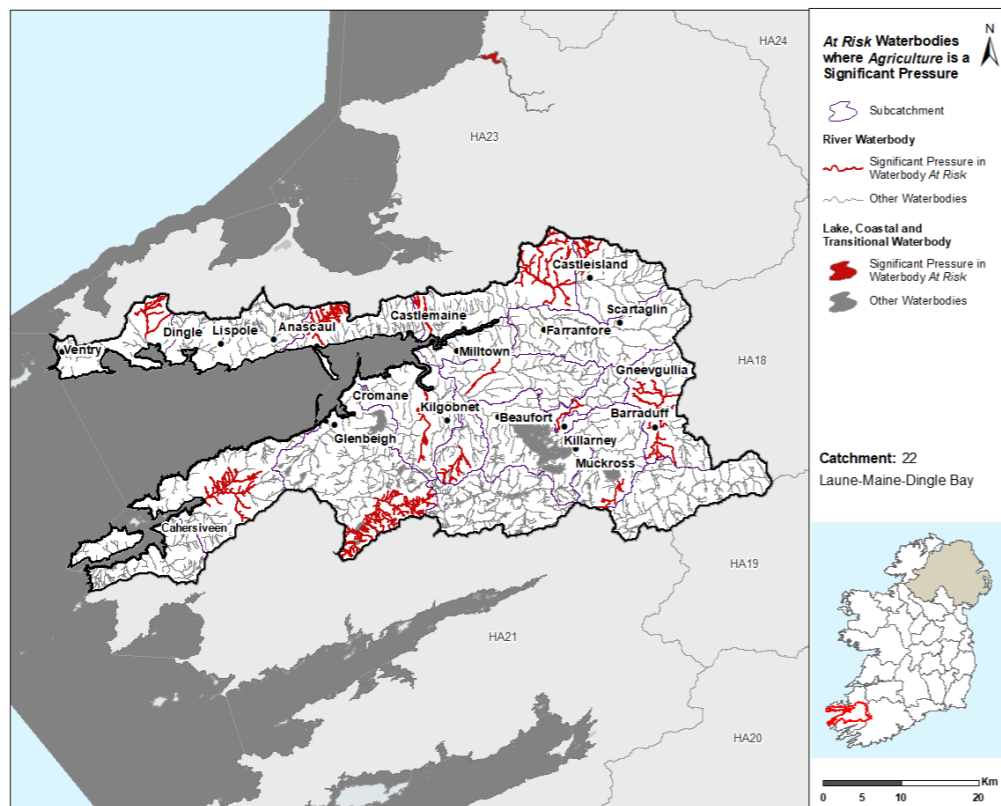 HA24
HA23
Castleisland
Scartaglin
Castlemaine
Dingle
Lispole
Anascaul
Farranfore
Ventry
Milltown
HA18
Gneevgullia
Cromane
Kilgobnet
Beaufort
Barraduff
Glenbeigh
Killarney
Muckross
Cahersiveen
HA19
HA21
HA20
At Risk Waterbodies
where Agriculture is a
Significant Pressure
N
Subcatchment
River Waterbody
Significant Pressure in
Waterbody At Risk
Other Waterbodies
Lake, Coastal and
Transitional Waterbody
Significant Pressure in
Waterbody At Risk
Other Waterbodies
Catchment: 22
Laune-Maine-Dingle Bay
Km
0 5 10 20